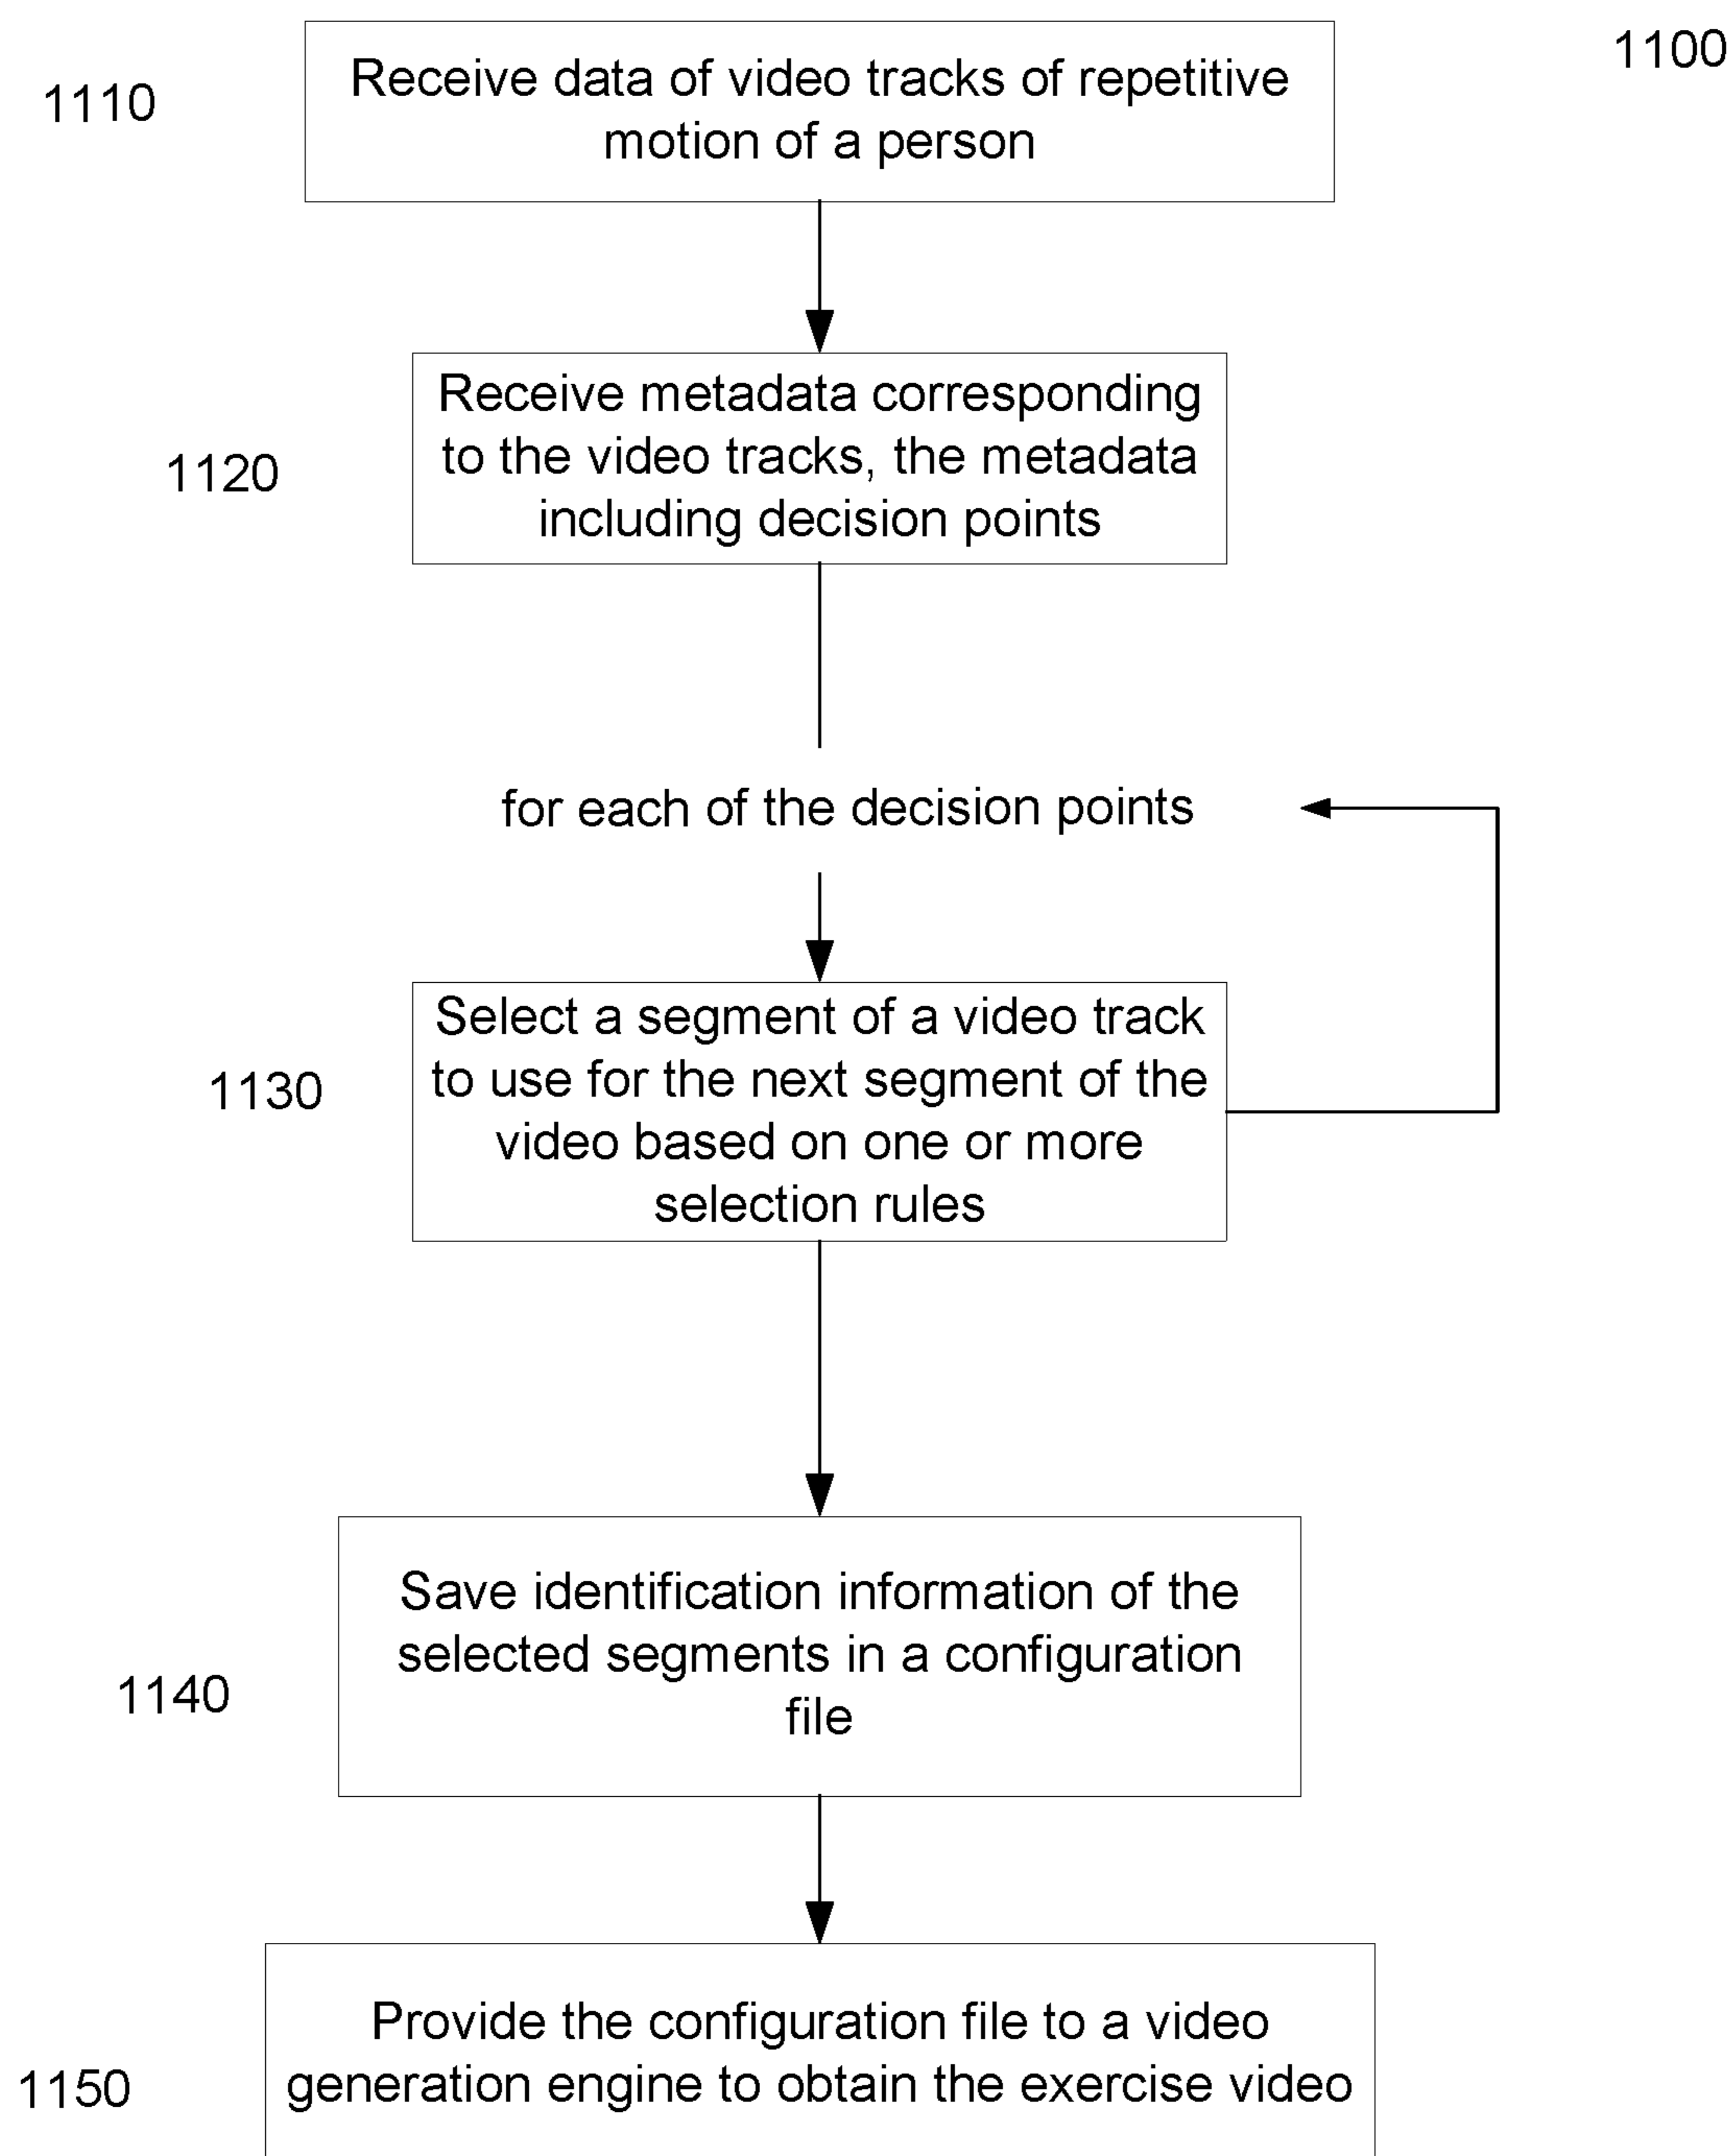 1100
1110
Receive data of video tracks of repetitive
motion of a person
1120
Receive metadata corresponding
to the video tracks, the metadata
including decision points
for each of the decision points
1130
Select a segment of a video track
to use for the next segment of the
video based on one or more
selection rules
1140
Save identification information of the
selected segments in a configuration
file
1150
Provide the configuration file to a video
generation engine to obtain the exercise video